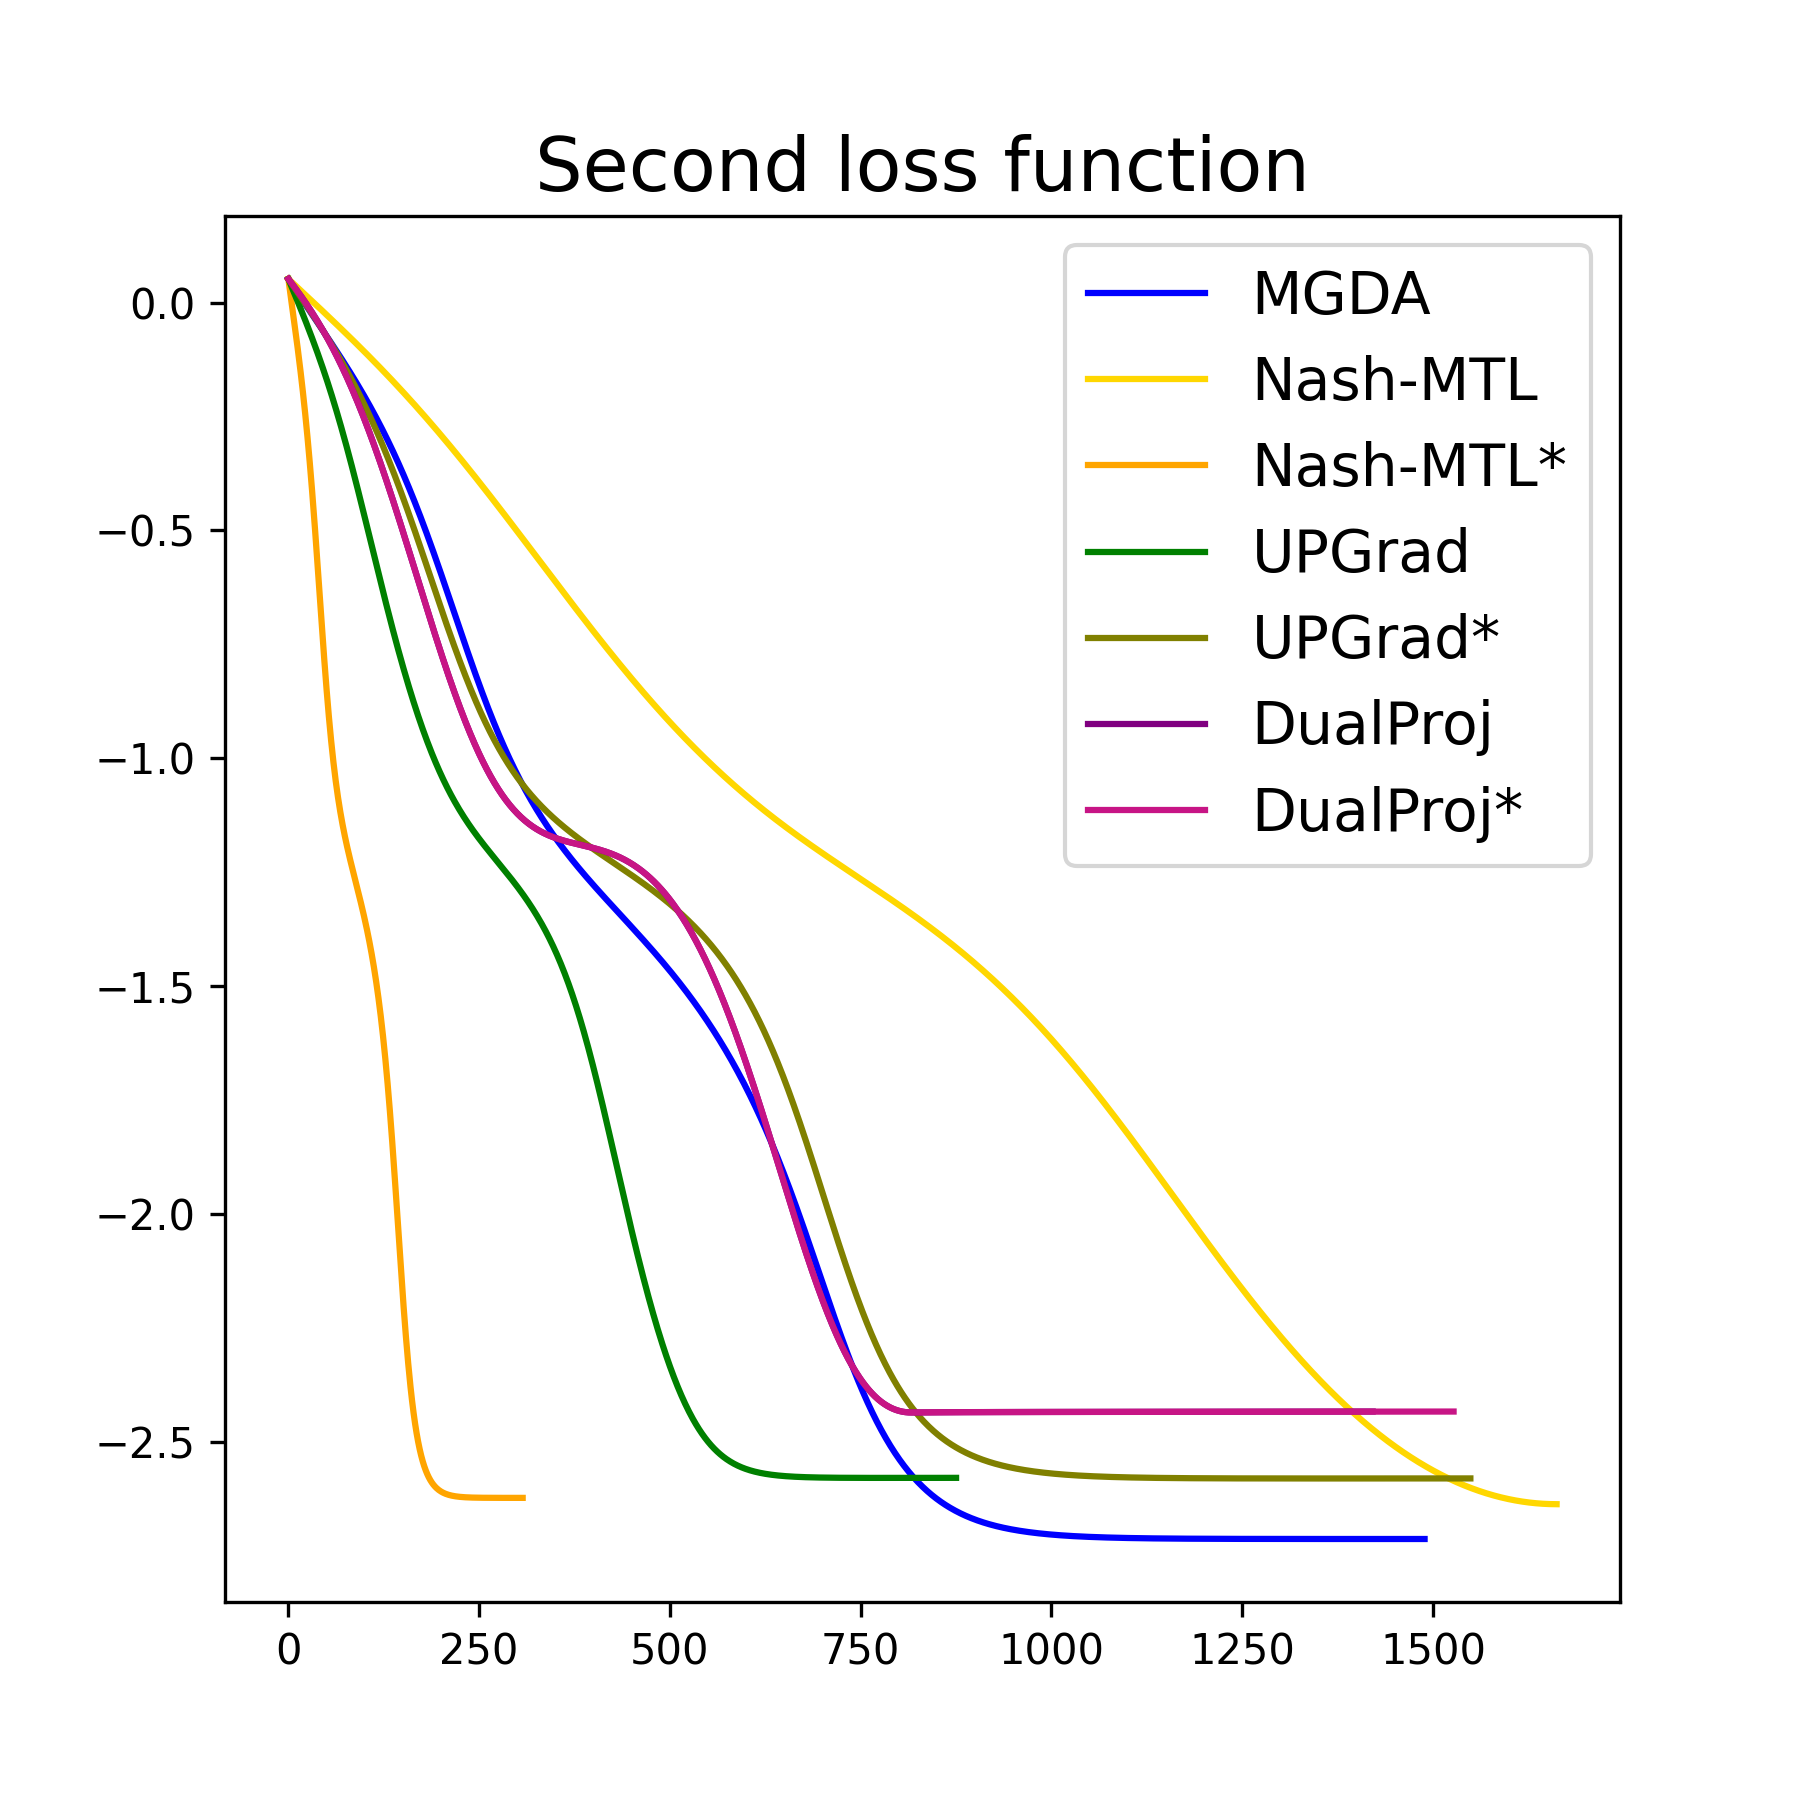 Second loss function
MGDA
Nash-MTL
Nash-MTL*
UPGrad
UPGrad*
DualProj
DualProj*
0.0
−0.5
−1.0
−1.5
−2.0
−2.5
0 250 500 750 1000 1250 1500